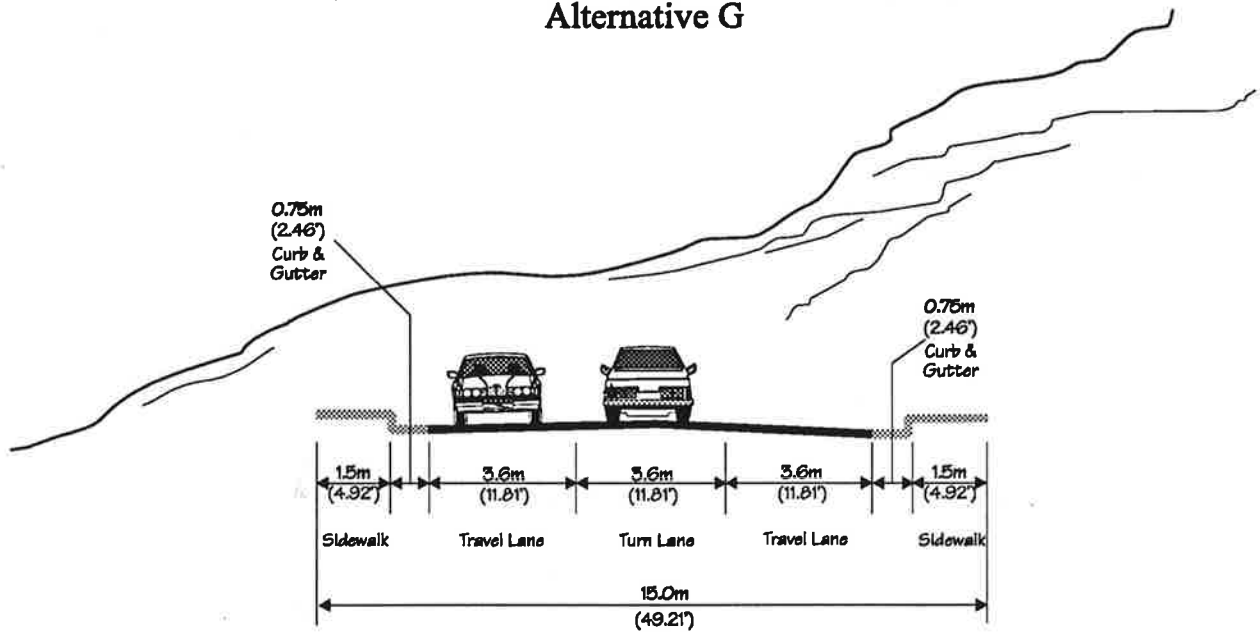 Alternative G
0.75m
(2.46')
Curb &
Gutter
0.75m
(2.46')
Curb &
Gutter
1.5m
(4.92')
3.6m
(11.81')
3.6m
(11.81')
3.6m
(11.81')
1.5m
(4.92')
Sidewalk
Travel Lane
Turn Lane
Travel Lane
Sidewalk
15.0m
(49.21')